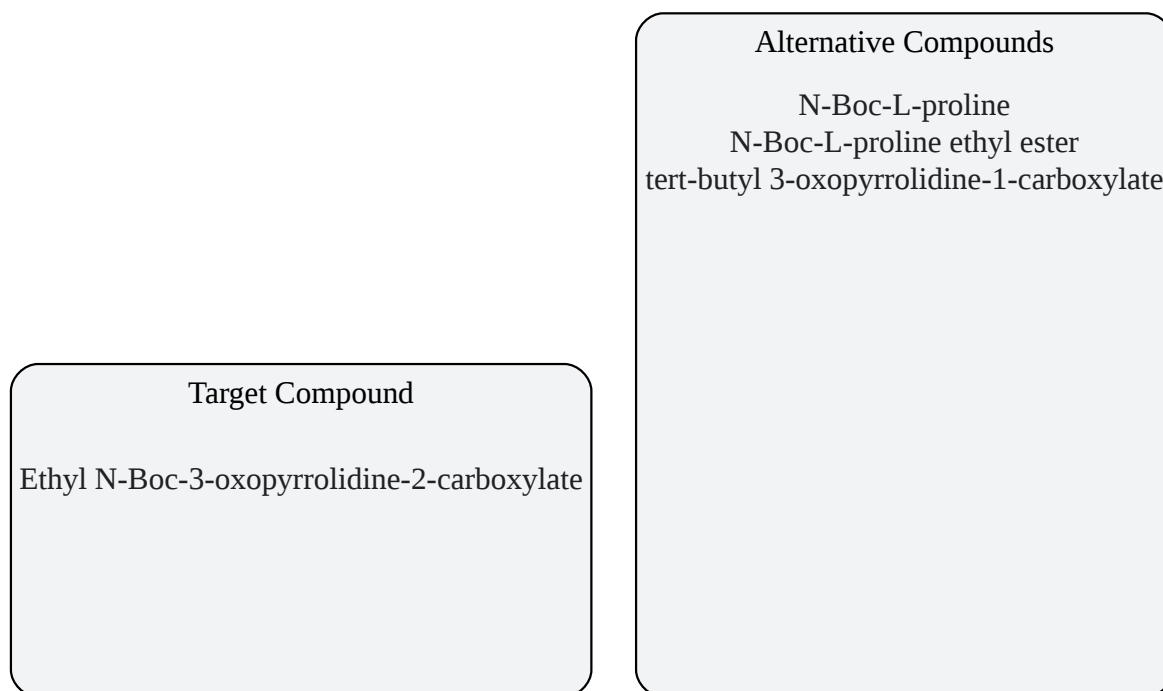 Alternative Compounds
N-Boc-L-proline
N-Boc-L-proline ethyl ester
tert-butyl 3-oxopyrrolidine-1-carboxylate
Target Compound
Ethyl N-Boc-3-oxopyrrolidine-2-carboxylate